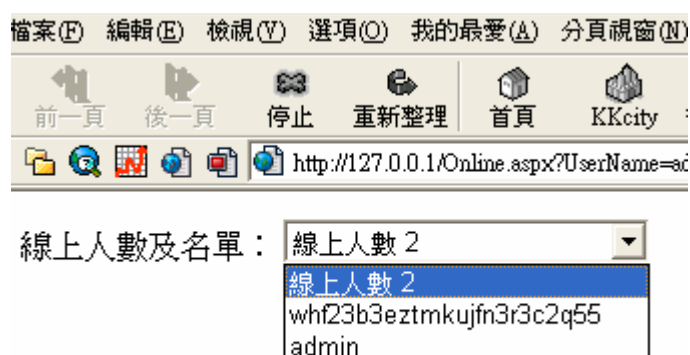 檔案(F) 編輯(E) 檢視(V) 選項(O) 我的最愛(A) 分頁視窗(N)
前一頁 後一頁 停止 重新整理 首頁 KKcity
http://127.0.0.1/Online.aspx?UserName=ad
線上人數及名單： 線上人數 2
線上人數 2
whf23b3eztmkujfn3r3c2q55
admin